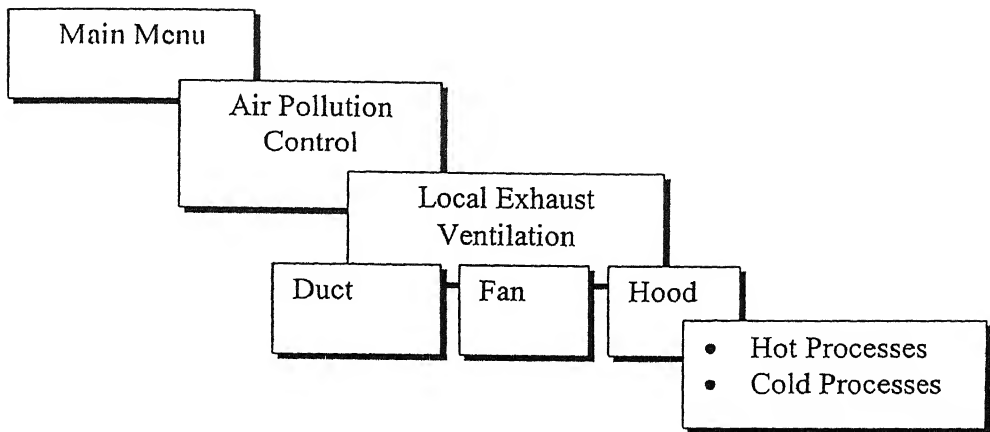 Main Menu
Air Pollution
Control
Local Exhaust
Ventilation
Duct
Fan
Hood
• Hot Processes
• Cold Processes